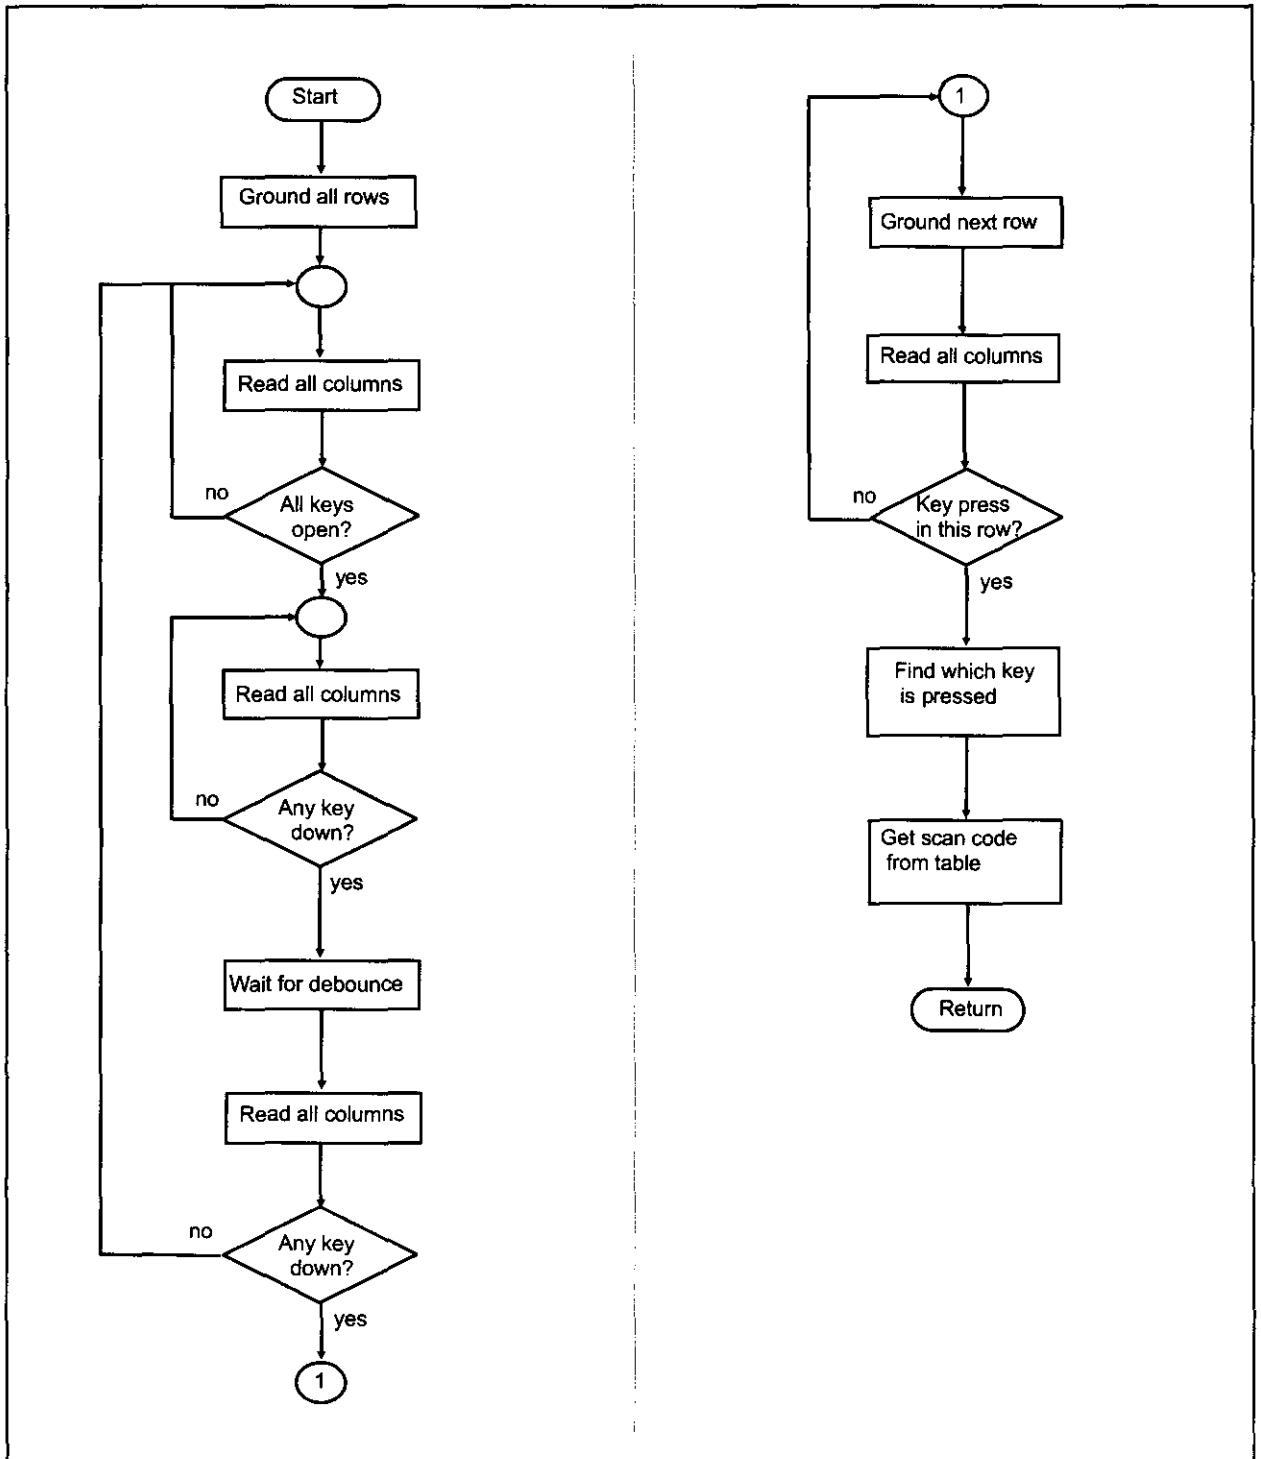 Start
Ground all rows
Read all columns
no
All keys
open?
yes
Read all columns
no
Any key
down?
yes
Wait for debounce
Read all columns
no
Any key
down?
yes
1
1
Ground next row
Read all columns
no
Key press
in this row?
yes
Find which key
is pressed
Get scan code
from table
Return